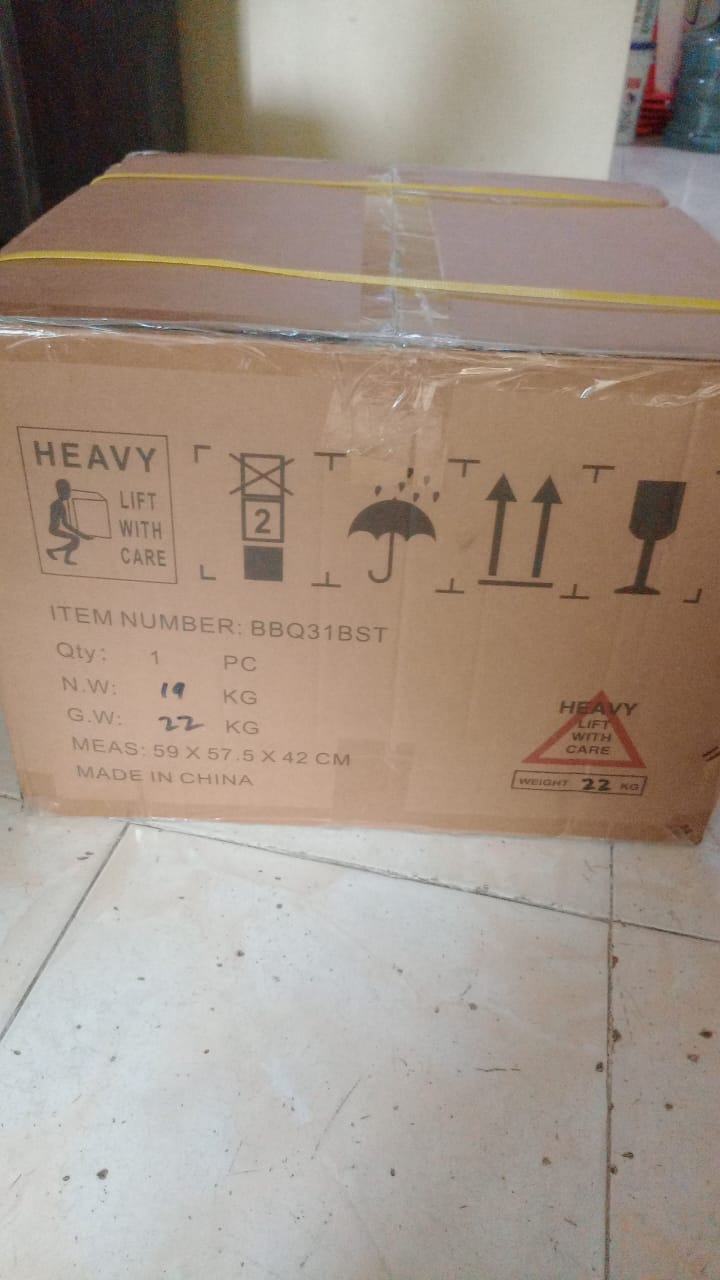 HEAVY
LIFT
WITH
CARE
2
ITEM NUMBER: BBQ31BST
Qty: 1 PC
N.W: 19 KG
G.W: 22 KG
MEAS: 59 X 57.5 X 42 CM
MADE IN CHINA
HEAVY
LIFT
WITH
CARE
WEIGHT 22 KG